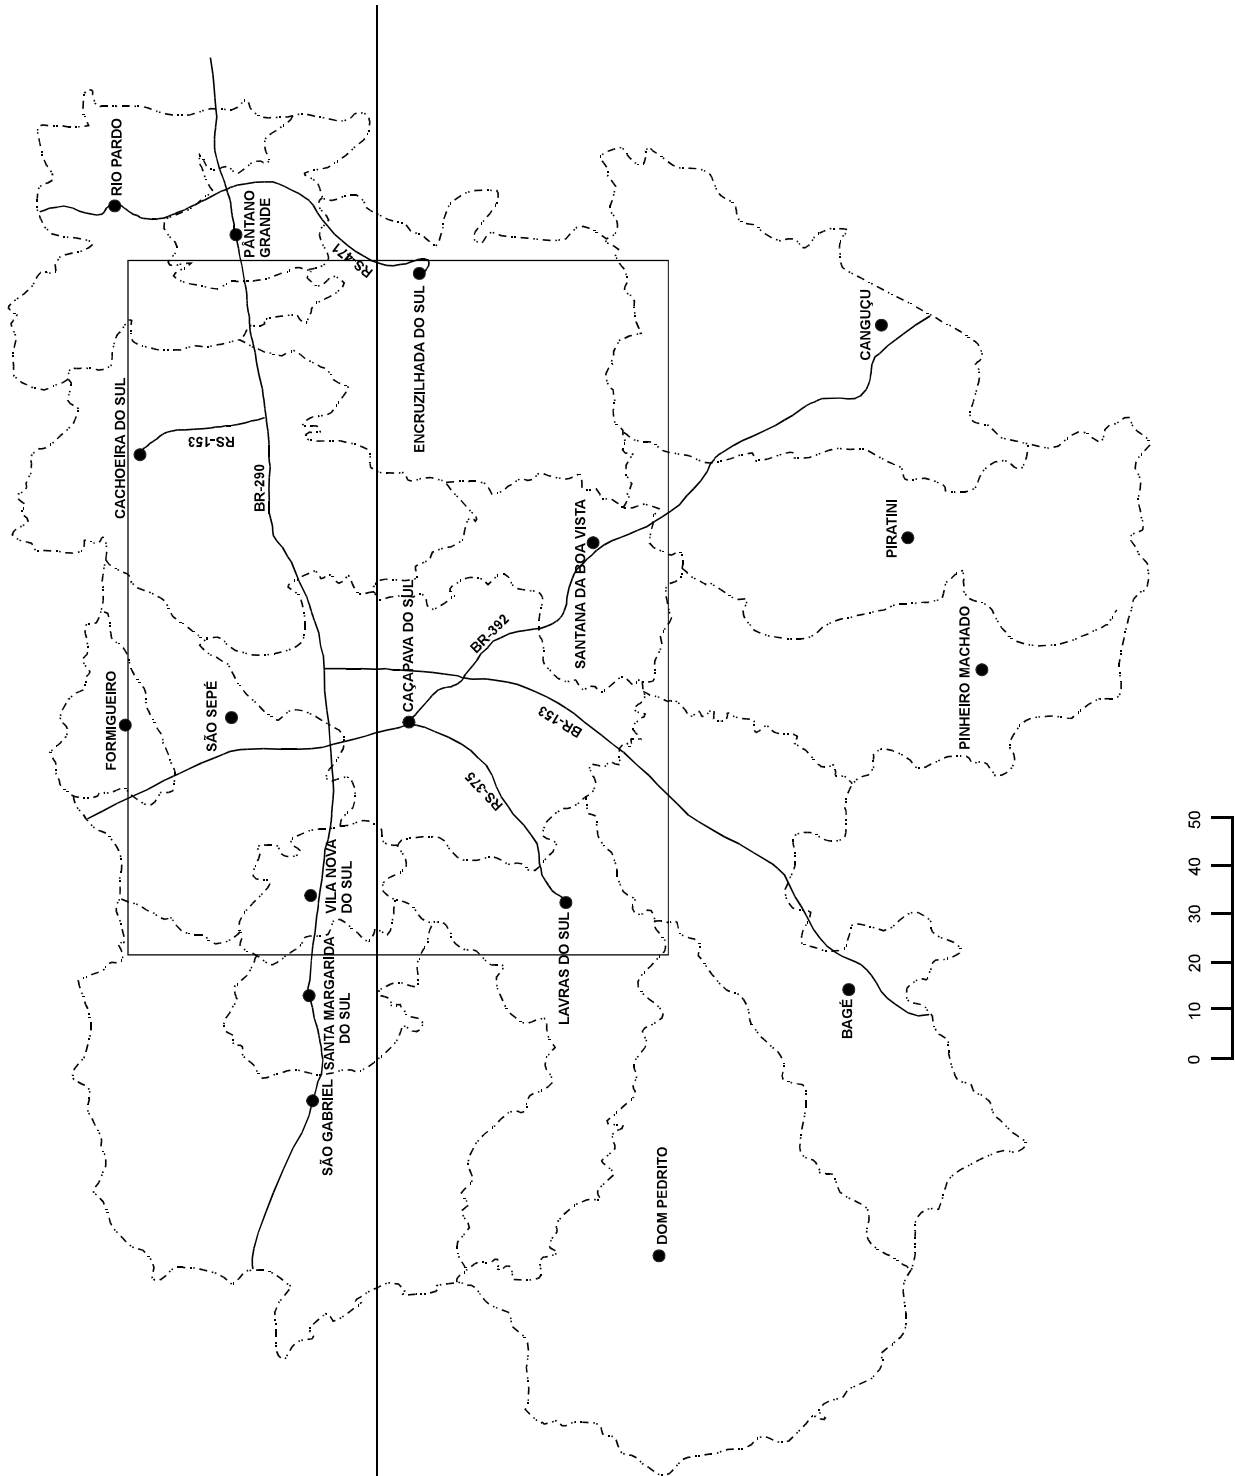 RIO PARDO
PÂNTANO
GRANDE
RS-471
CACHOEIRA DO SUL
RS-153
ENCRUZILHADA DO SUL
CANGUÇU
BR-290
SANTANA DA BOA VISTA
PIRATINI
FORMIGUEIRO
SÃO SEPÉ
CAÇAPAVA DO SUL
BR-392
BR-153
PINHEIRO MACHADO
RS-375
VILA NOVA
DO SUL
SANTA MARGARIDA
DO SUL
LAVRAS DO SUL
BAGÉ
SÃO GABRIEL
DOM PEDRITO
0
10
20
30
40
50